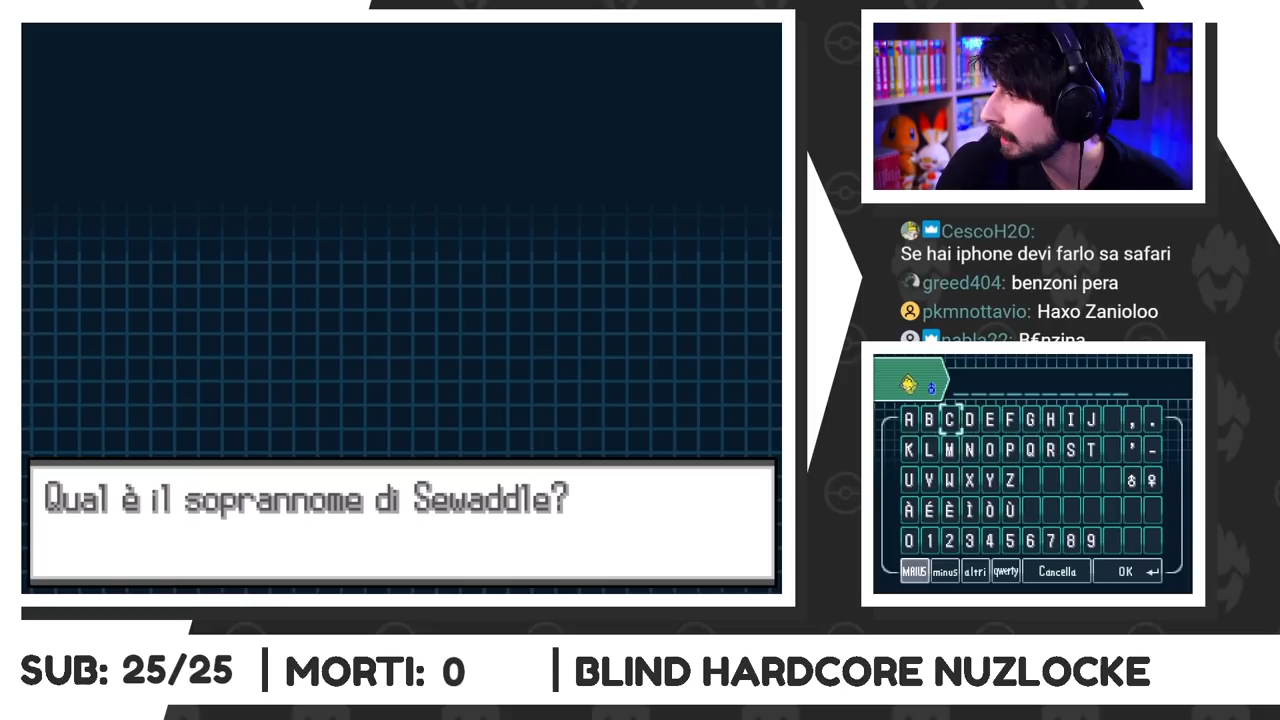 Qual è il soprannome di Sewaddle?
CescoH2O:
Se hai iphone devi farlo sa safari
greed404: benzoni pera
pkmnottavio: Haxo Zanioloo
nabla22: B€nzina
A B C D E F G H I J , .
K L M N O P Q R S T ' -
U V W X Y Z ♂ ♀
À É È Ì Ò Ù
0 1 2 3 4 5 6 7 8 9
MAIUS minus altri qwerty Cancella OK
SUB: 25/25 | MORTI: 0 | BLIND HARDCORE NUZLOCKE